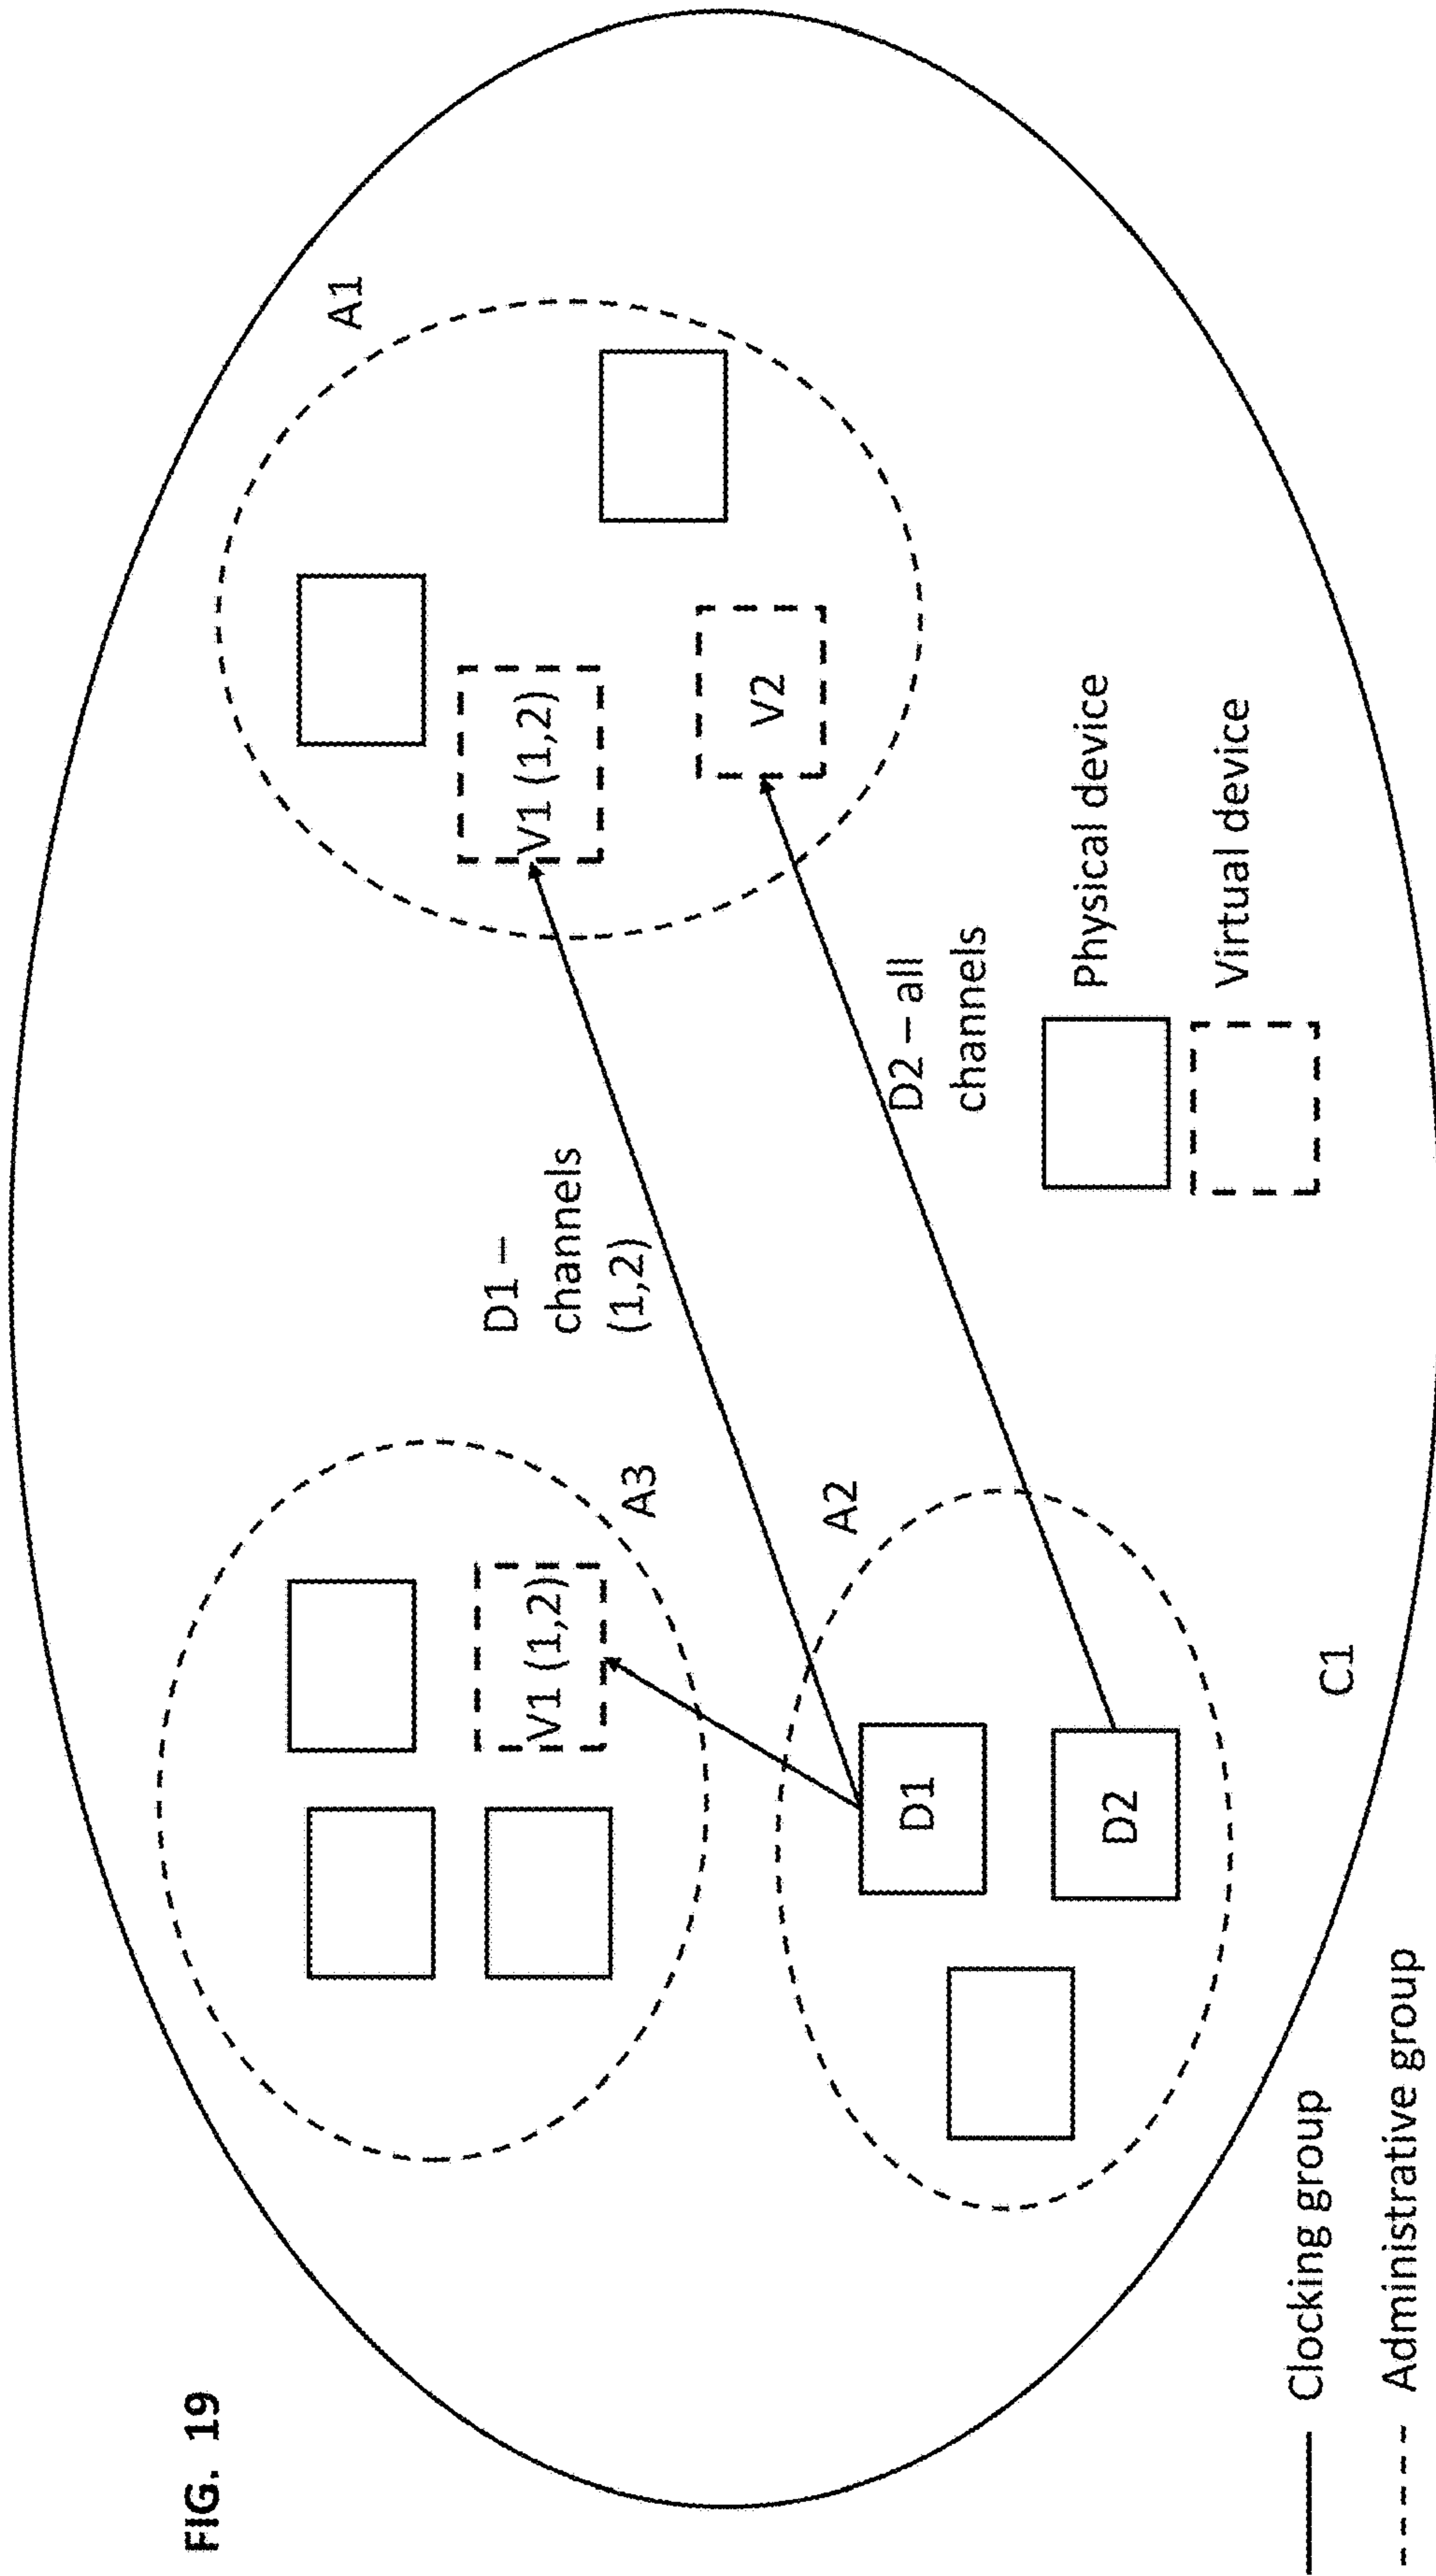 FIG. 19
A1
V1 (1,2)
V2
D1 –
channels
(1,2)
D2 – all
channels
A3
V1 (1,2)
A2
D1
D2
C1
Physical device
Virtual device
Clocking group
Administrative group